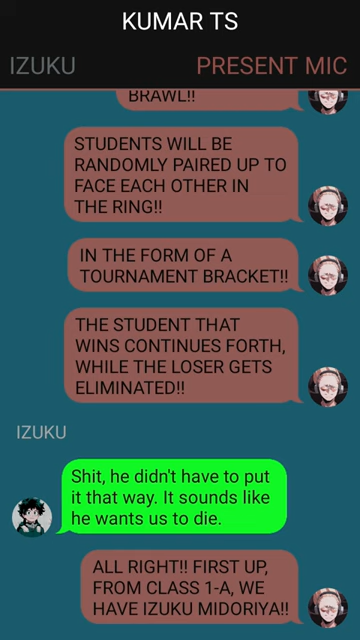 KUMAR TS
IZUKU PRESENT MIC
BRAWL!!
STUDENTS WILL BE
RANDOMLY PAIRED UP TO
FACE EACH OTHER IN
THE RING!!
IN THE FORM OF A
TOURNAMENT BRACKET!!
THE STUDENT THAT
WINS CONTINUES FORTH,
WHILE THE LOSER GETS
ELIMINATED!!
IZUKU
Shit, he didn't have to put
it that way. It sounds like
he wants us to die.
ALL RIGHT!! FIRST UP,
FROM CLASS 1-A, WE
HAVE IZUKU MIDORIYA!!